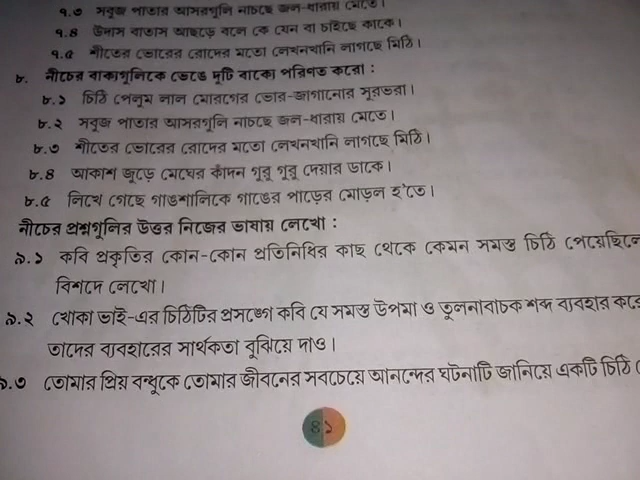 ৭.৩ সবুজ পাতার আসরগুলি নাচছে জল-ধারায় মেতে।
৭.৪ উদাস বাতাস আছড়ে বলে কে যেন বা চাইছে কাকে।
৭.৫ শীতের ভোরের রোদের মতো লেখনখানি লাগছে মিঠি।
৮. নীচের বাক্যগুলিকে ভেঙে দুটি বাক্যে পরিণত করো :
৮.১ চিঠি পেলুম লাল মোরগের ভোর-জাগানোর সুরভরা।
৮.২ সবুজ পাতার আসরগুলি নাচছে জল-ধারায় মেতে।
৮.৩ শীতের ভোরের রোদের মতো লেখনখানি লাগছে মিঠি।
৮.৪ আকাশ জুড়ে মেঘের কাঁদন গুরু গুরু দেয়ার ডাকে।
৮.৫ লিখে গেছে গাঙশালিকে গাঙের পাড়ের মোড়ল হ'তে।
নীচের প্রশ্নগুলির উত্তর নিজের ভাষায় লেখো :
৯.১ কবি প্রকৃতির কোন-কোন প্রতিনিধির কাছ থেকে কেমন সমস্ত চিঠি পেয়েছিলেন
বিশদে লেখো।
৯.২ খোকা ভাই-এর চিঠিটির প্রসঙ্গে কবি যে সমস্ত উপমা ও তুলনাবাচক শব্দ ব্যবহার করে
তাদের ব্যবহারের সার্থকতা বুঝিয়ে দাও।
৯.৩ তোমার প্রিয় বন্ধুকে তোমার জীবনের সবচেয়ে আনন্দের ঘটনাটি জানিয়ে একটি চিঠি
৪১